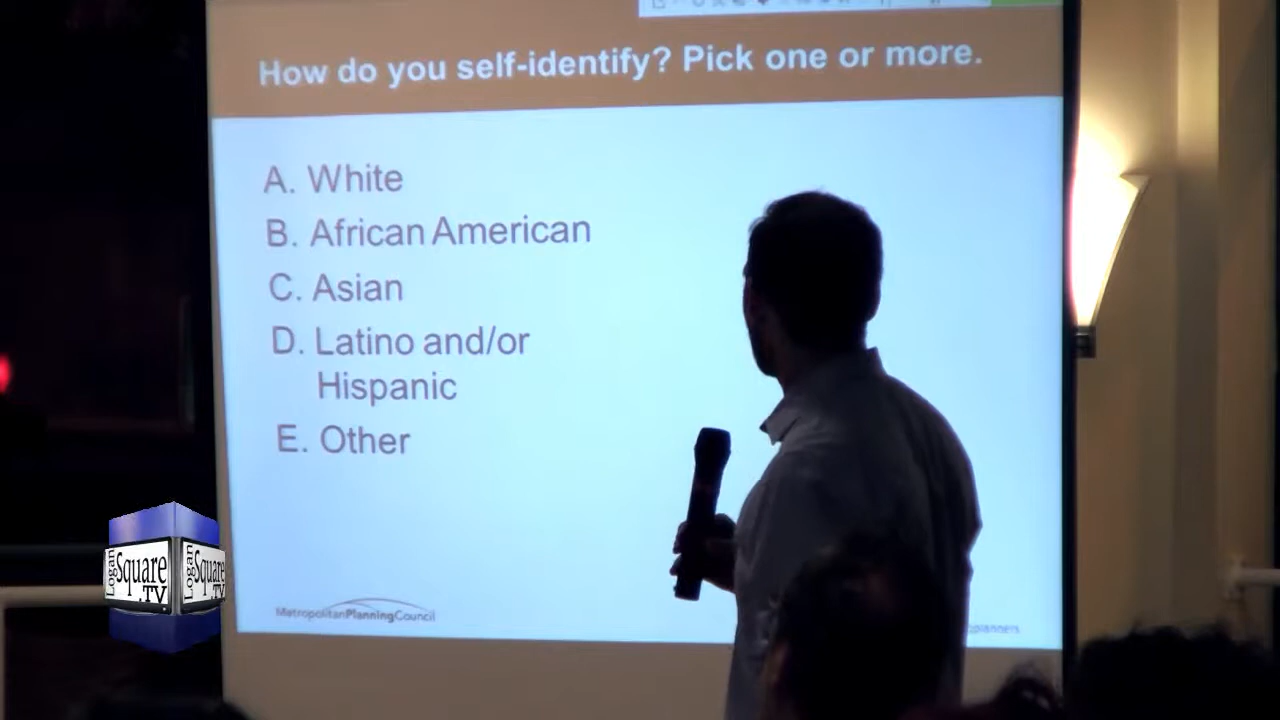 How do you self-identify? Pick one or more.
A. White
B. African American
C. Asian
D. Latino and/or
Hispanic
E. Other
MetropolitanPlanningCouncil
Logan
Square
.TV
Logan
Square
.TV